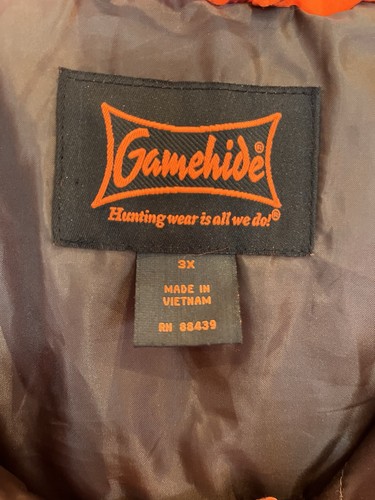 Gamehide®
Hunting wear is all we do!®
3X
MADE IN
VIETNAM
RN 88439